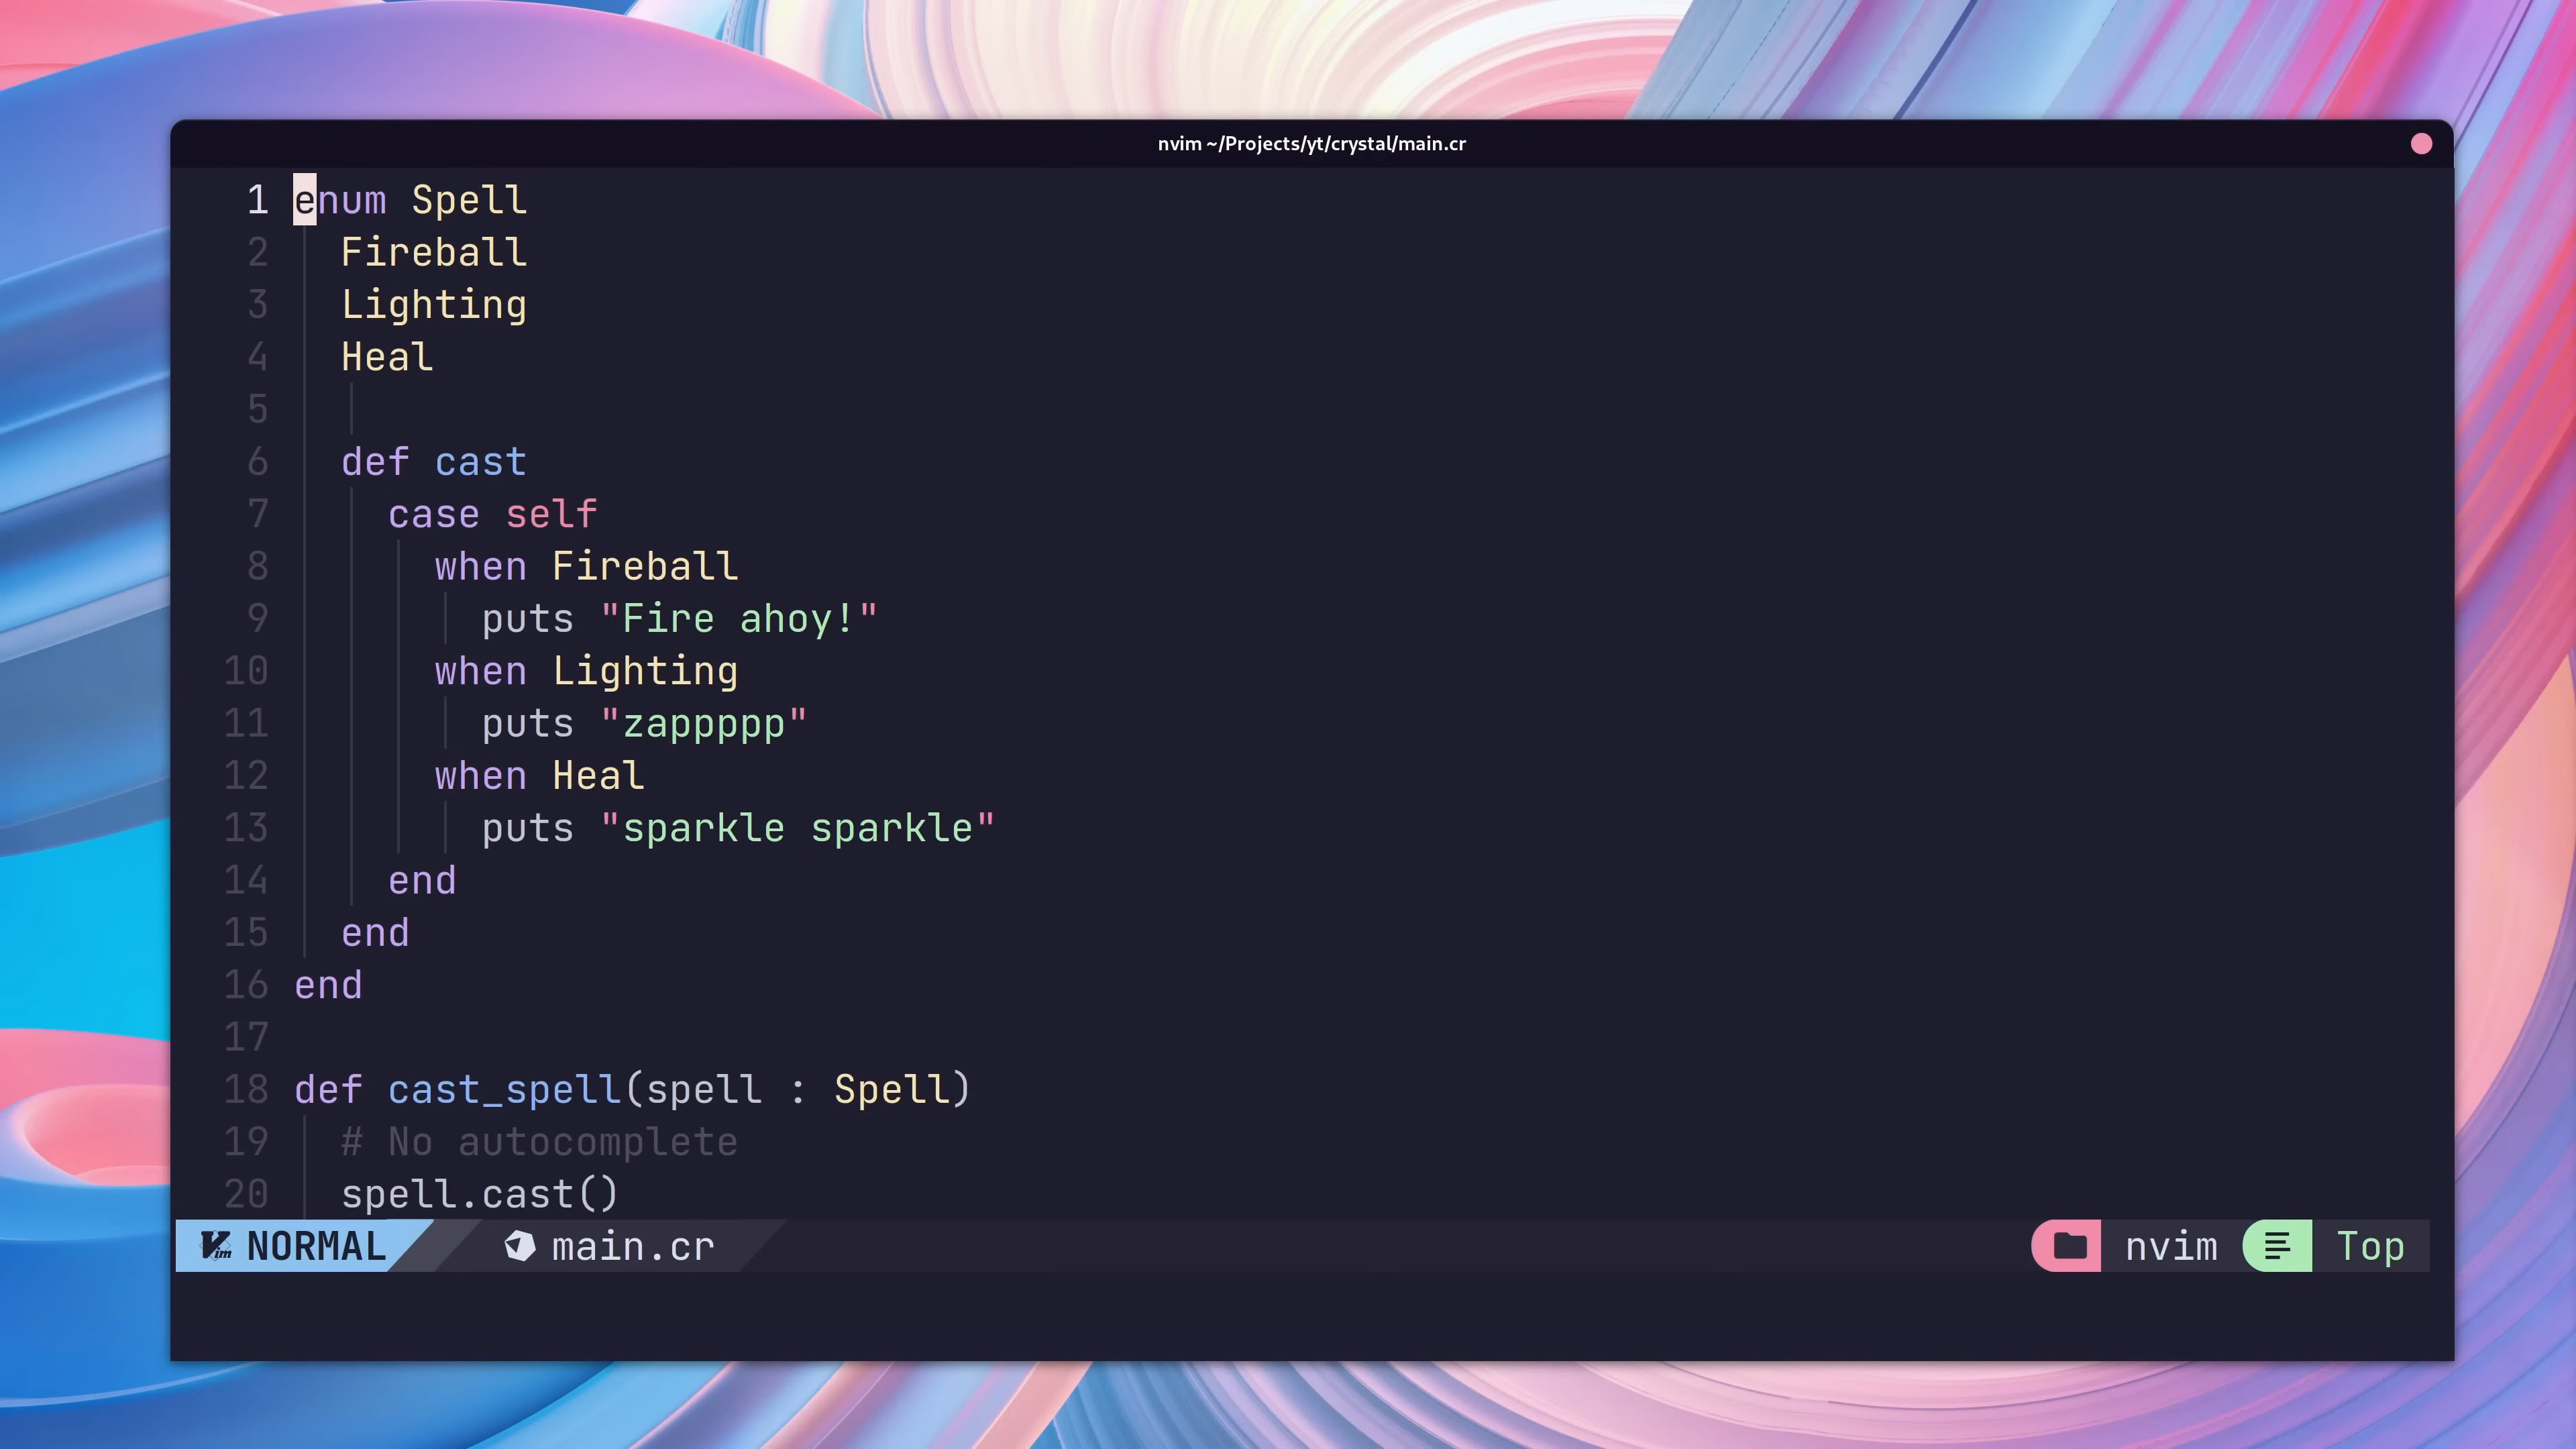 nvim ~/Projects/yt/crystal/main.cr
1 enum Spell
2   Fireball
3   Lighting
4   Heal
5
6   def cast
7     case self
8       when Fireball
9         puts "Fire ahoy!"
10       when Lighting
11         puts "zappppp"
12       when Heal
13         puts "sparkle sparkle"
14     end
15   end
16 end
17
18 def cast_spell(spell : Spell)
19   # No autocomplete
20   spell.cast()
Vim NORMAL main.cr nvim Top